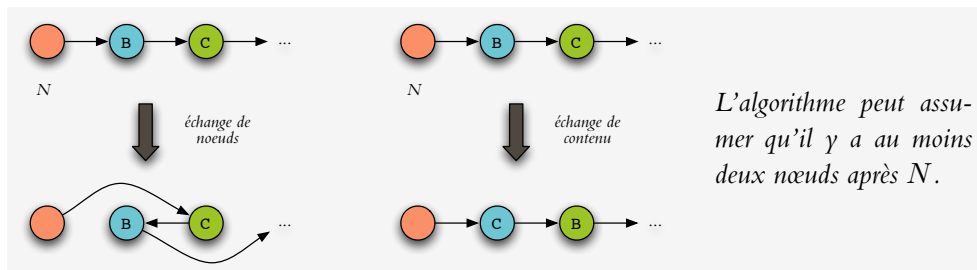 B C ...
N
échange de
noeuds
B C ...
B C ...
N
échange de
contenu
C B ...
L'algorithme peut assu-
mer qu'il y a au moins
deux nœuds après N.